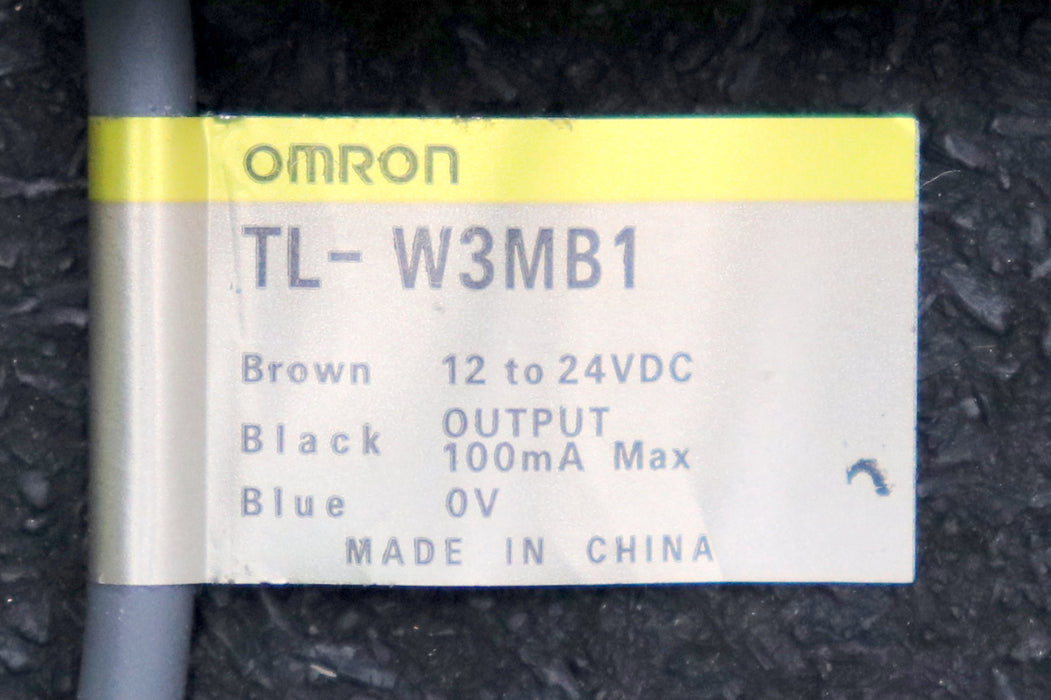 OMRON
TL- W3MB1
Brown 12 to 24VDC
Black OUTPUT
100mA Max
Blue 0V
MADE IN CHINA